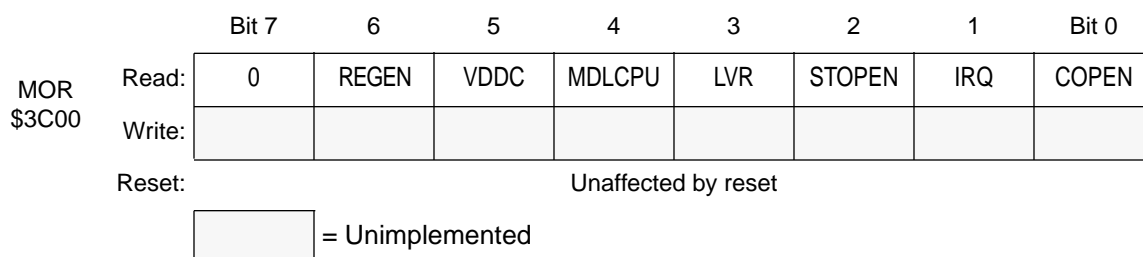 Bit 7 6 5 4 3 2 1 Bit 0
MOR
$3C00
Read: 0 REGEN VDDC MDLCPU LVR STOPEN IRQ COPEN
Write:
Reset: Unaffected by reset
= Unimplemented